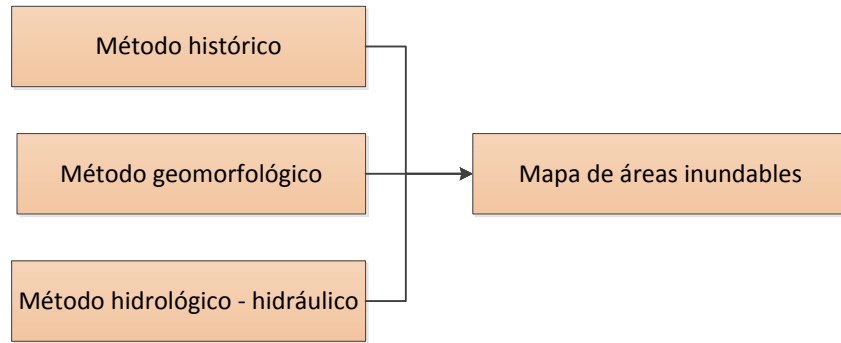 Método histórico
Método geomorfológico
Mapa de áreas inundables
Método hidrológico - hidráulico